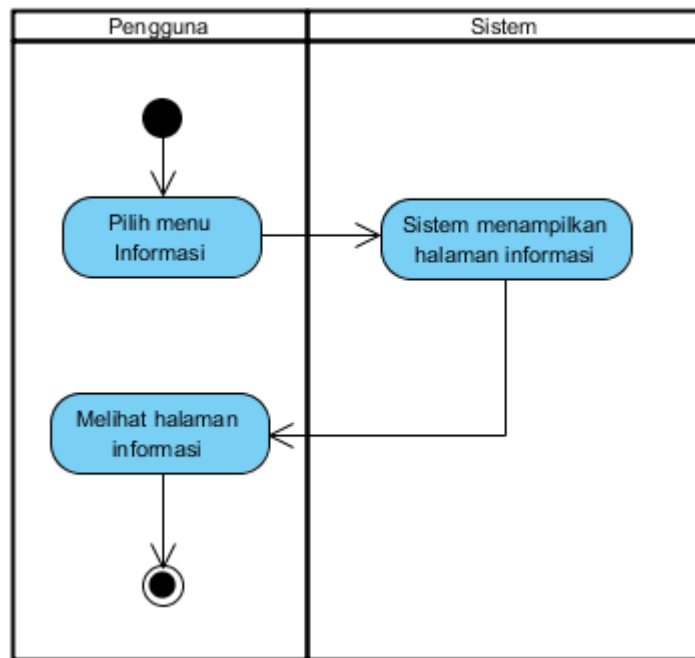 Pengguna
Sistem
Pilih menu
Informasi
Sistem menampilkan
halaman informasi
Melihat halaman
informasi